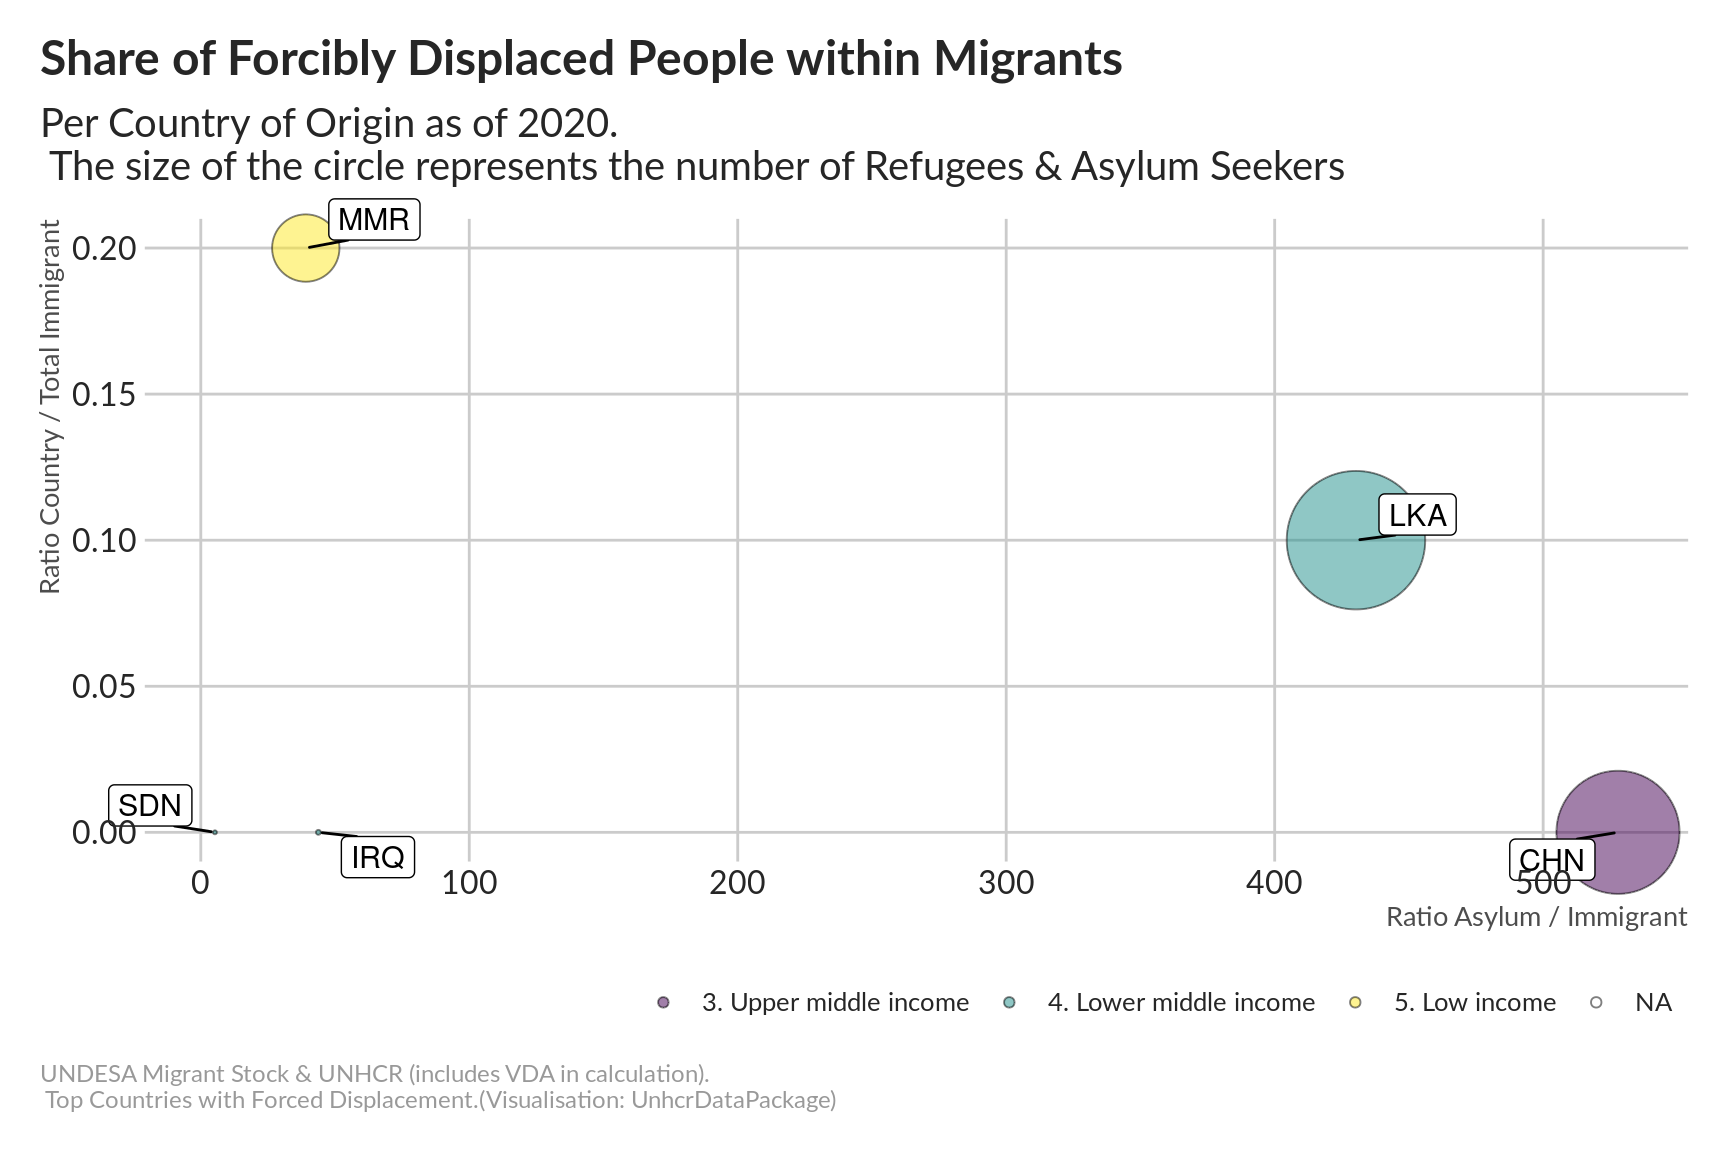 Share of Forcibly Displaced People within Migrants
Per Country of Origin as of 2020.
The size of the circle represents the number of Refugees & Asylum Seekers
Ratio Country / Total Immigrant
0.20
0.15
0.10
0.05
0.00
MMR
LKA
SDN
IRQ
CHN
0
100
200
300
400
500
Ratio Asylum / Immigrant
3. Upper middle income
4. Lower middle income
5. Low income
NA
UNDESA Migrant Stock & UNHCR (includes VDA in calculation).
Top Countries with Forced Displacement.(Visualisation: UnhcrDataPackage)